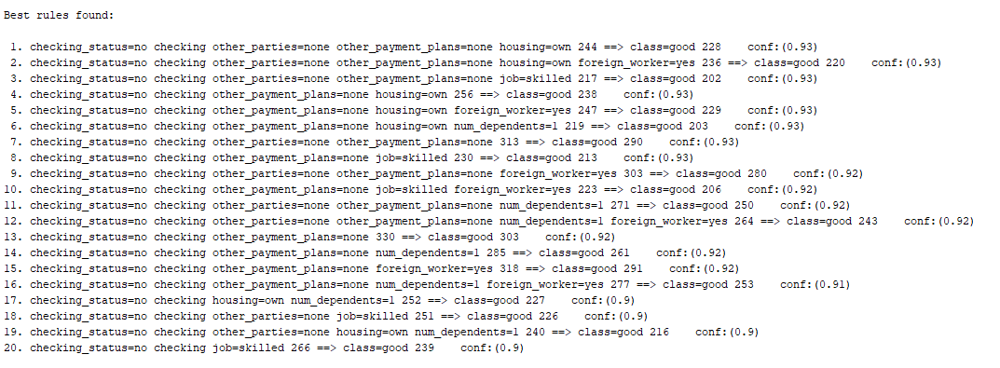 Best rules found:
1. checking_status=no checking other_parties=none other_payment_plans=none housing=own 244 ==> class=good 228    conf:(0.93)
2. checking_status=no checking other_parties=none other_payment_plans=none housing=own foreign_worker=yes 236 ==> class=good 220    conf:(0.93)
3. checking_status=no checking other_parties=none other_payment_plans=none job=skilled 217 ==> class=good 202    conf:(0.93)
4. checking_status=no checking other_payment_plans=none housing=own 256 ==> class=good 238    conf:(0.93)
5. checking_status=no checking other_payment_plans=none housing=own foreign_worker=yes 247 ==> class=good 229    conf:(0.93)
6. checking_status=no checking other_payment_plans=none housing=own num_dependents=1 219 ==> class=good 203    conf:(0.93)
7. checking_status=no checking other_parties=none other_payment_plans=none 313 ==> class=good 290    conf:(0.93)
8. checking_status=no checking other_payment_plans=none job=skilled 230 ==> class=good 213    conf:(0.93)
9. checking_status=no checking other_parties=none other_payment_plans=none foreign_worker=yes 303 ==> class=good 280    conf:(0.92)
10. checking_status=no checking other_payment_plans=none job=skilled foreign_worker=yes 223 ==> class=good 206    conf:(0.92)
11. checking_status=no checking other_parties=none other_payment_plans=none num_dependents=1 271 ==> class=good 250    conf:(0.92)
12. checking_status=no checking other_parties=none other_payment_plans=none num_dependents=1 foreign_worker=yes 264 ==> class=good 243    conf:(0.92)
13. checking_status=no checking other_payment_plans=none 330 ==> class=good 303    conf:(0.92)
14. checking_status=no checking other_payment_plans=none num_dependents=1 285 ==> class=good 261    conf:(0.92)
15. checking_status=no checking other_payment_plans=none foreign_worker=yes 318 ==> class=good 291    conf:(0.92)
16. checking_status=no checking other_payment_plans=none num_dependents=1 foreign_worker=yes 277 ==> class=good 253    conf:(0.91)
17. checking_status=no checking housing=own num_dependents=1 252 ==> class=good 227    conf:(0.9)
18. checking_status=no checking other_parties=none job=skilled 251 ==> class=good 226    conf:(0.9)
19. checking_status=no checking other_parties=none housing=own num_dependents=1 240 ==> class=good 216    conf:(0.9)
20. checking_status=no checking job=skilled 266 ==> class=good 239    conf:(0.9)